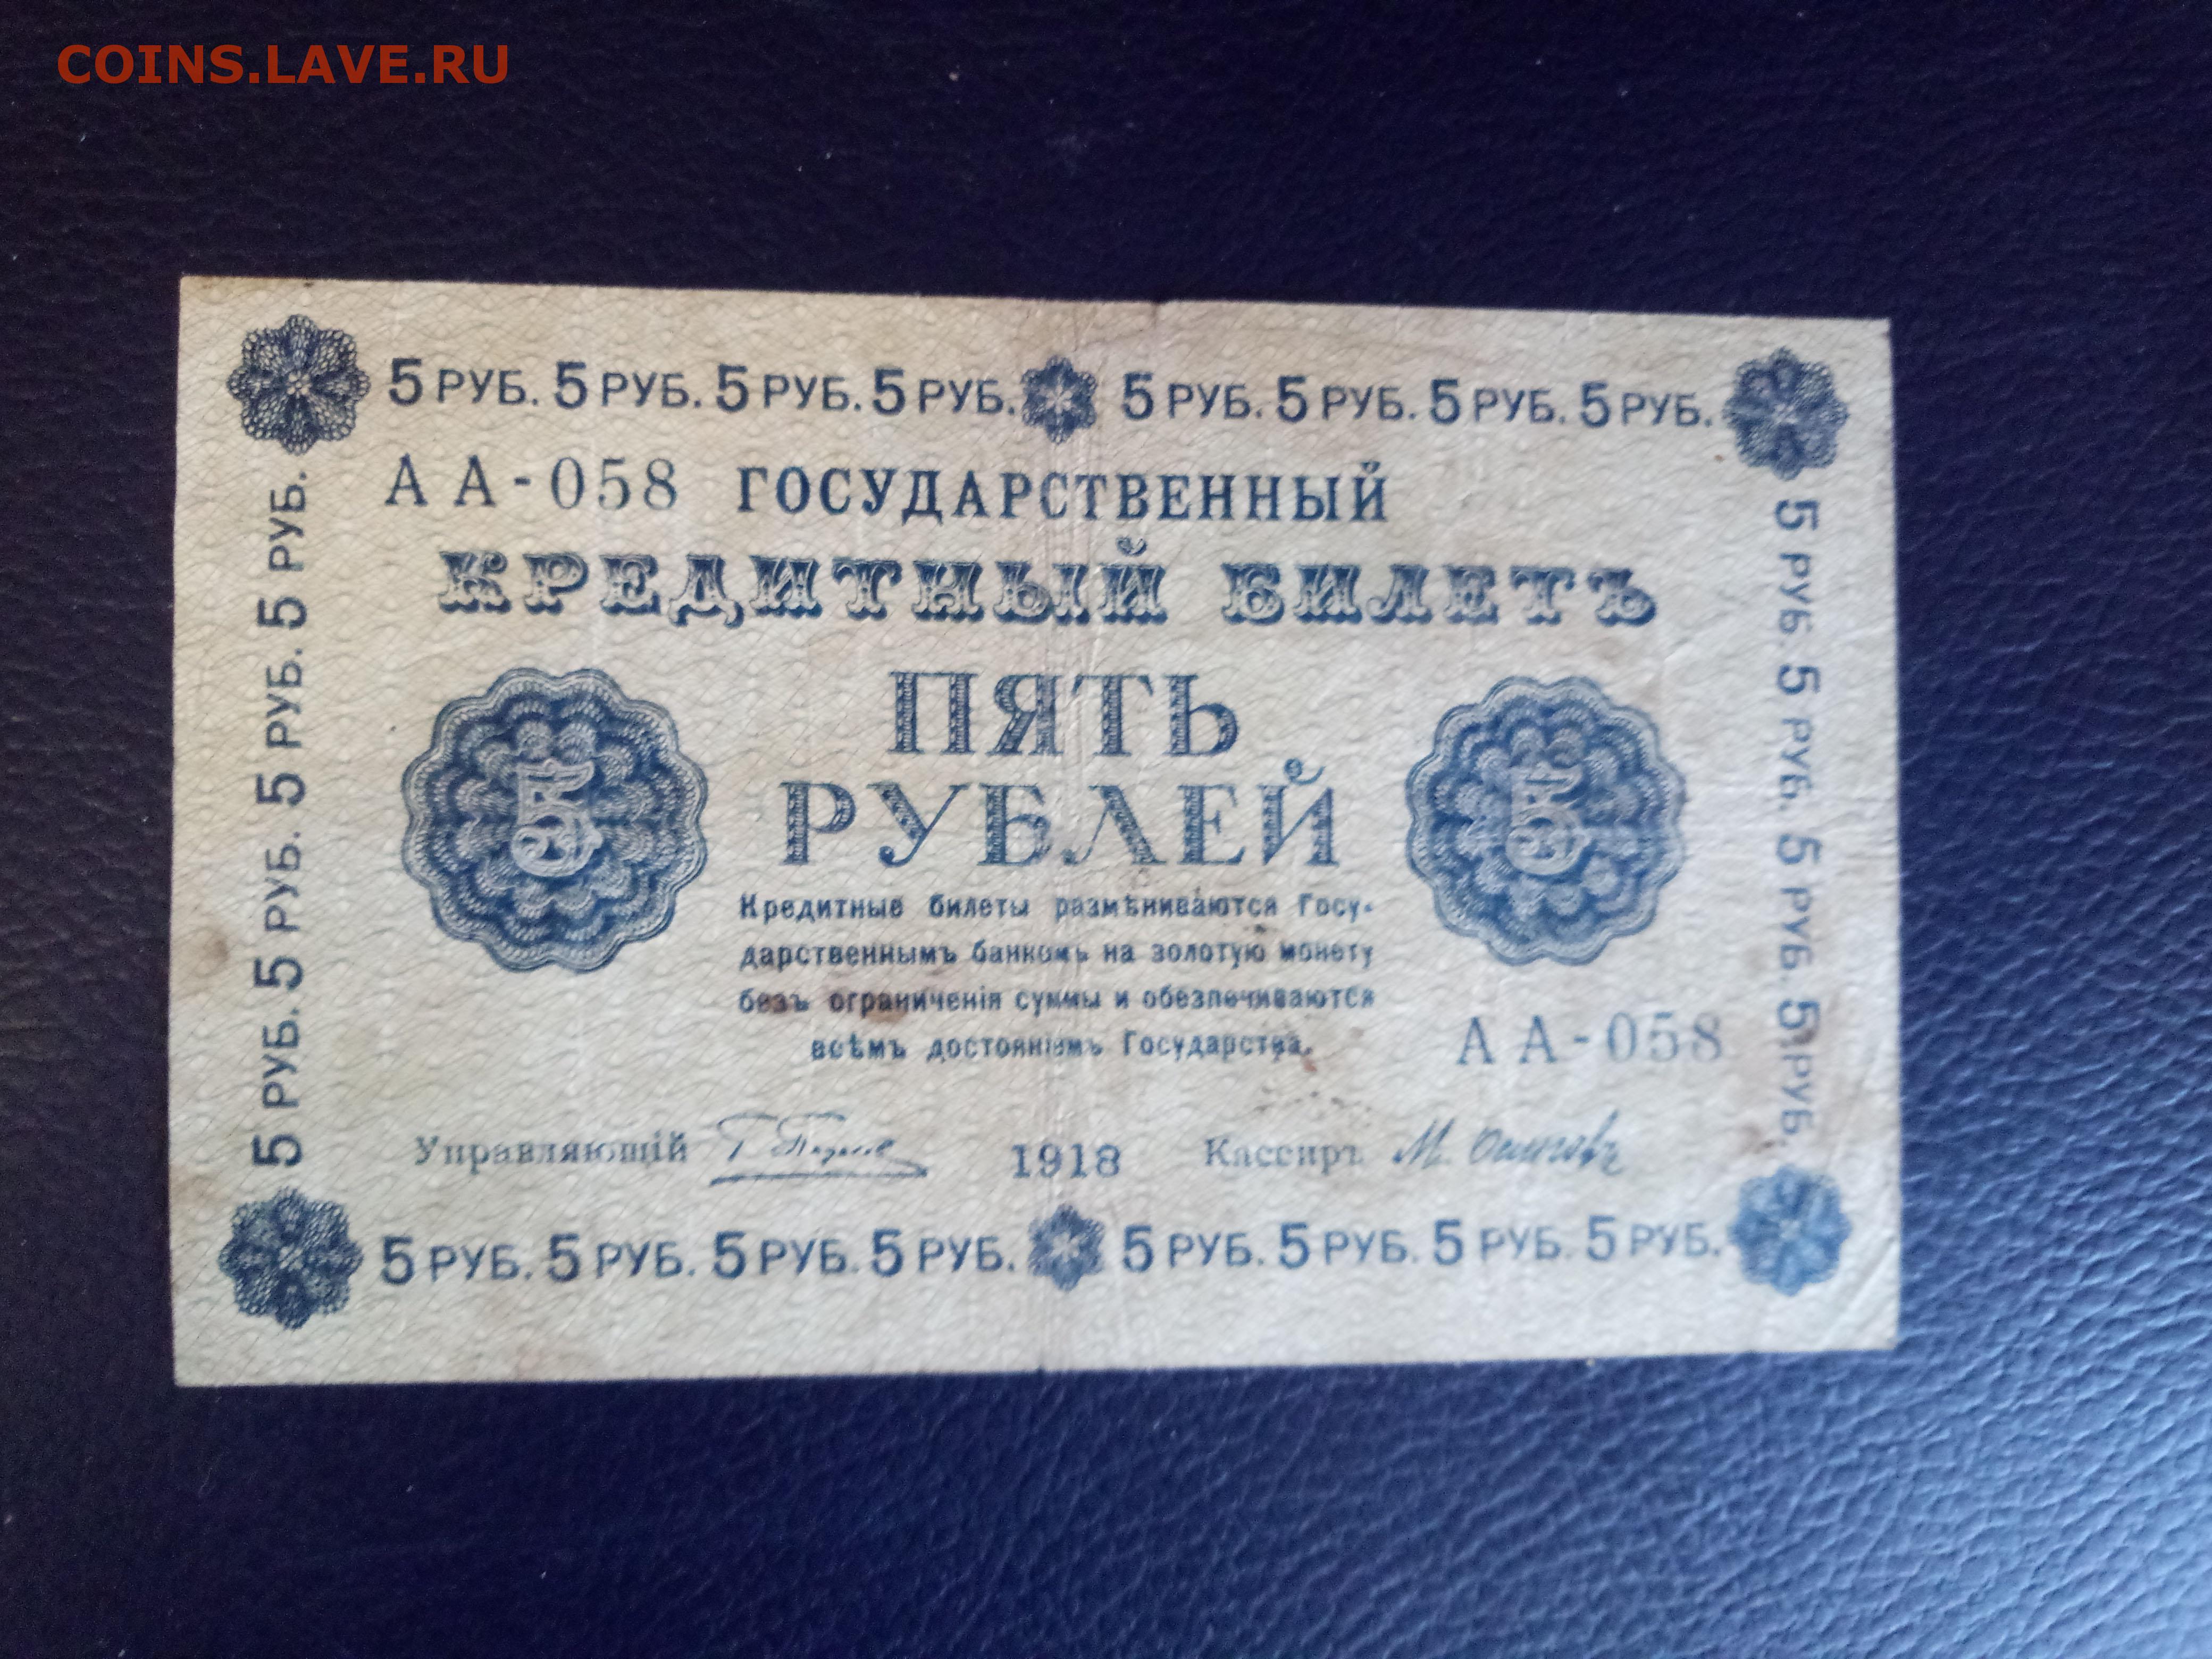 COINS.LAVE.RU
5 РУБ. 5 РУБ. 5 РУБ. 5 РУБ. 5 РУБ. 5 РУБ. 5 РУБ. 5 РУБ.
АА-058 ГОСУДАРСТВЕННЫЙ
КРЕДИТНЫЙ БИЛЕТЪ
ПЯТЬ
РУБЛЕЙ
5
5
Кредитные билеты размѣниваются Госу-
дарственнымъ банкомъ на золотую монету
безъ ограниченія суммы и обезпечиваются
всѣмъ достояніемъ Государства.
АА-058
Управляющій 1918 Кассиръ М.
5 РУБ. 5 РУБ. 5 РУБ. 5 РУБ. 5 РУБ. 5 РУБ. 5 РУБ. 5 РУБ.
5 РУБ. 5 РУБ. 5 РУБ. 5 РУБ.
5 РУБ. 5 РУБ. 5 РУБ. 5 РУБ.